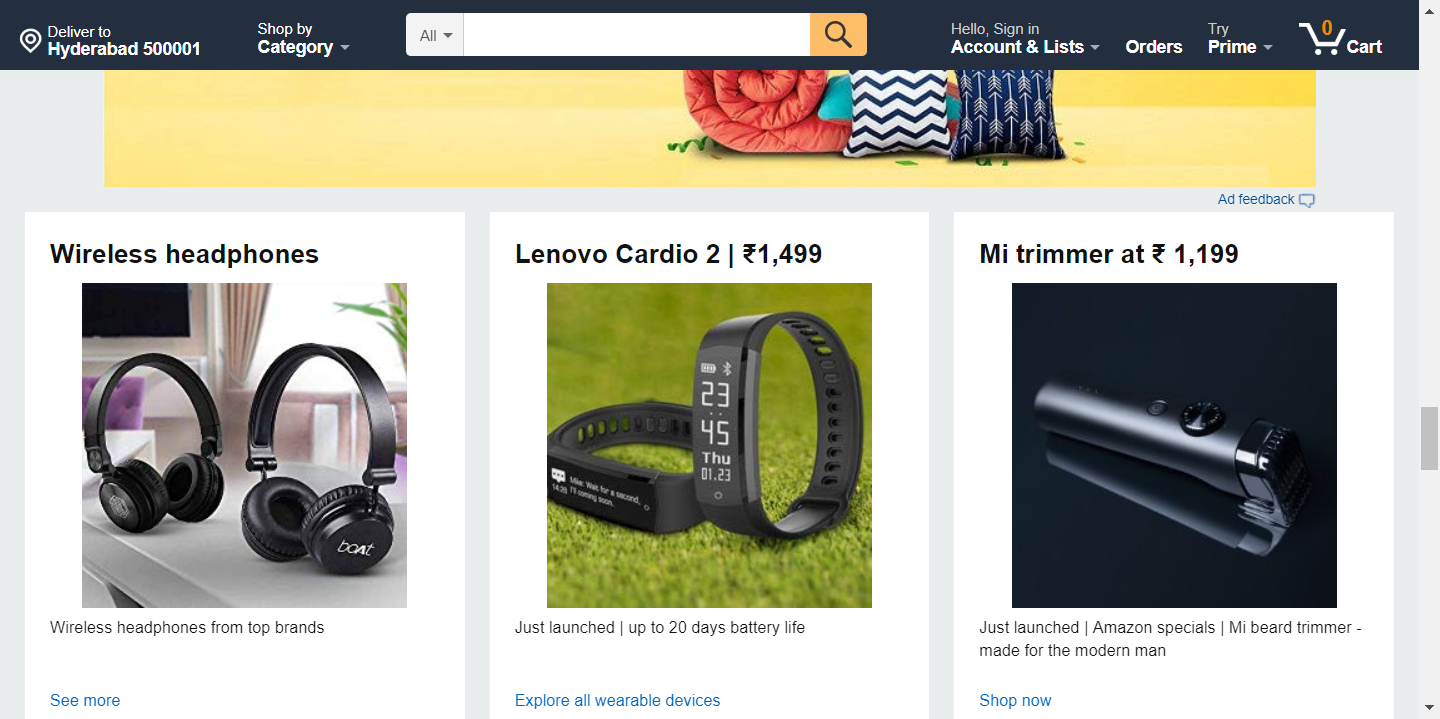 Deliver to
Hyderabad 500001
Shop by
Category
All
Hello, Sign in
Account & Lists
Orders
Try
Prime
0
Cart
Ad feedback
Wireless headphones
boAt
Wireless headphones from top brands
See more
Lenovo Cardio 2 | ₹1,499
23
45
Thu
01.23
Mike: Wait for a second,
14:28 I'll coming soon.
Just launched | up to 20 days battery life
Explore all wearable devices
Mi trimmer at ₹ 1,199
Just launched | Amazon specials | Mi beard trimmer -
made for the modern man
Shop now